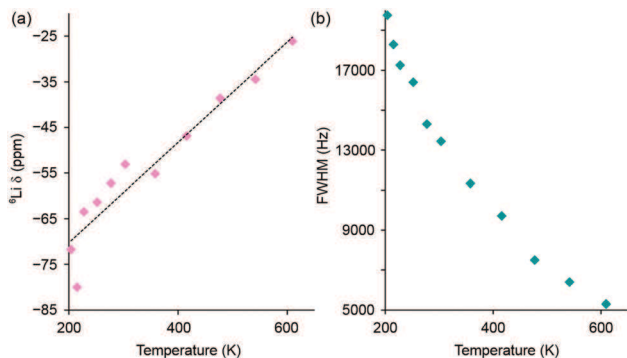 (a)
−25
−35
−45
−55
−65
−75
−85
⁶Li δ (ppm)
200
400
600
Temperature (K)
(b)
17000
13000
9000
5000
FWHM (Hz)
200
400
600
Temperature (K)